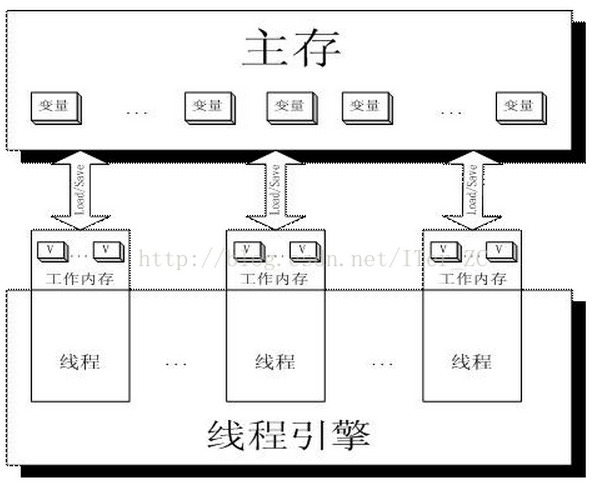 主存
变量 ... 变量 变量 变量 ... 变量
Load/Save Load/Save Load/Save
V ... V V ... V V ... V
http://blog.csdn.net/ITer_ZC
工作内存 工作内存 工作内存
线程 ... 线程 ... 线程
线程引擎